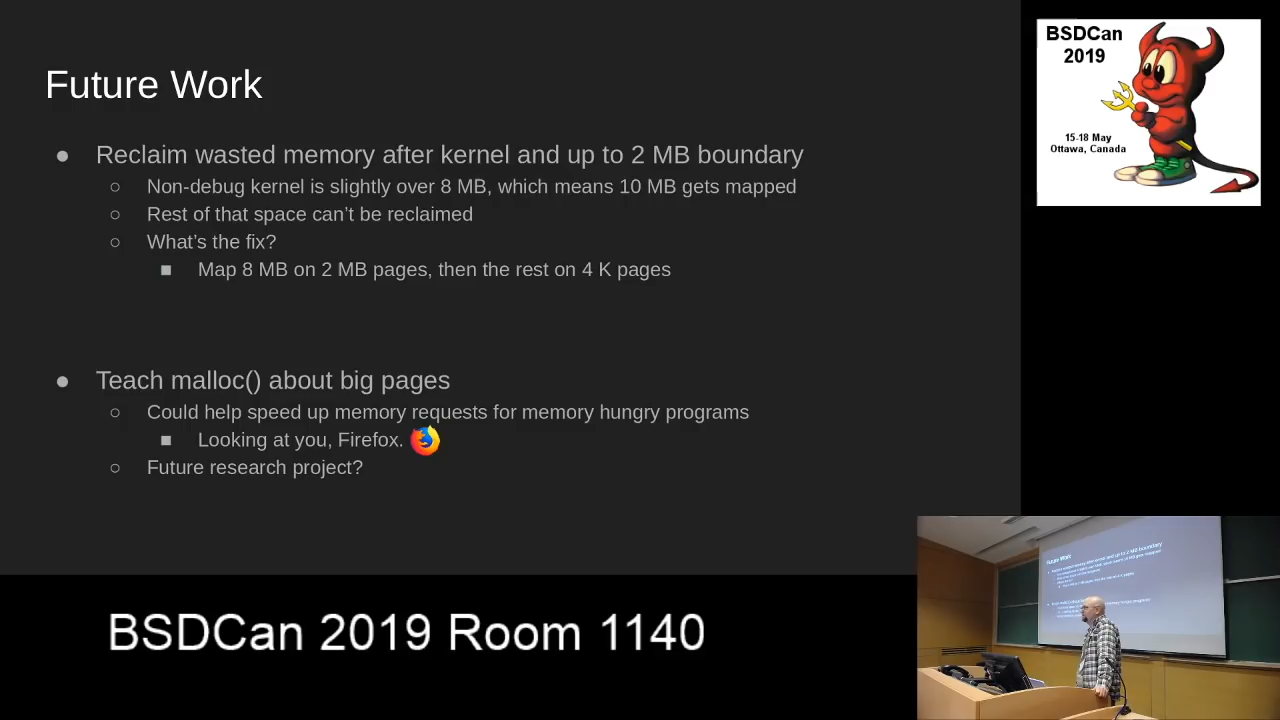 Future Work
● Reclaim wasted memory after kernel and up to 2 MB boundary
○ Non-debug kernel is slightly over 8 MB, which means 10 MB gets mapped
○ Rest of that space can’t be reclaimed
○ What’s the fix?
■ Map 8 MB on 2 MB pages, then the rest on 4 K pages
● Teach malloc() about big pages
○ Could help speed up memory requests for memory hungry programs
■ Looking at you, Firefox.
○ Future research project?
BSDCan
2019
15-18 May
Ottawa, Canada
BSDCan 2019 Room 1140
Future Work